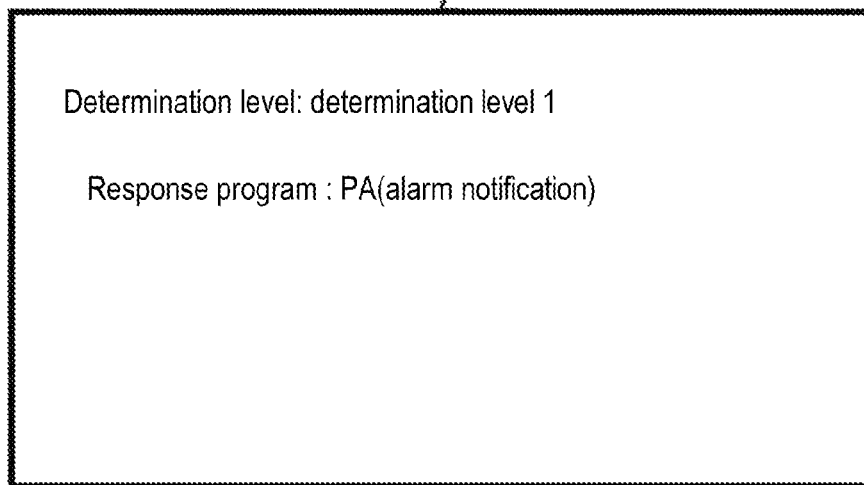 Determination level: determination level 1
Response program : PA(alarm notification)